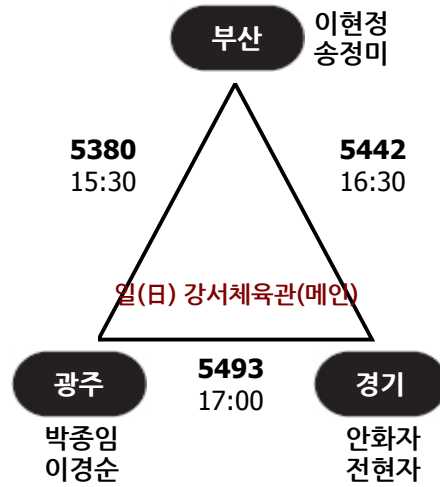 부산
이현정
송정미
5380
15:30
5442
16:30
일(日) 강서체육관(메인)
광주
5493
17:00
경기
박종임
이경순
안화자
전현자